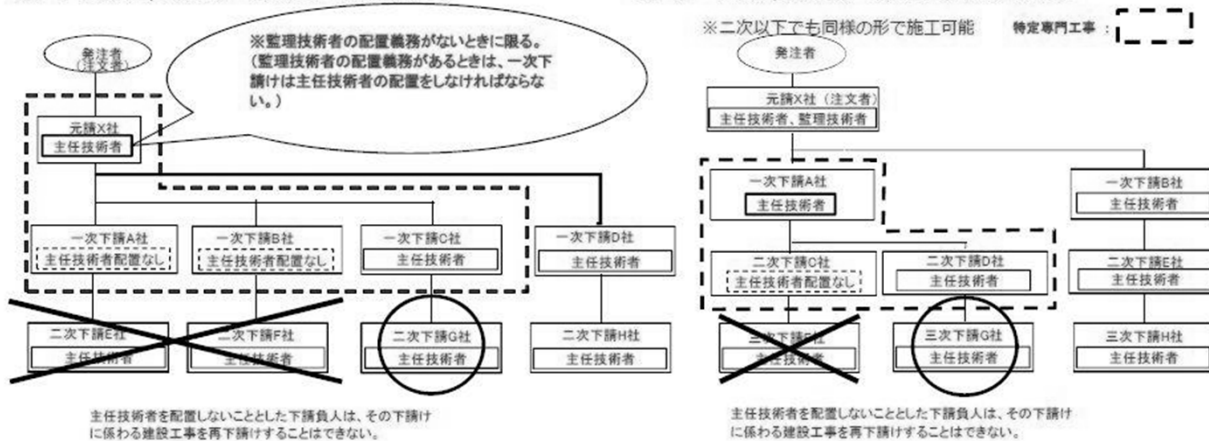 ※監理技術者の配置義務がないときに限る。
(監理技術者の配置義務があるときは、一次下
請けは主任技術者の配置をしなければならな
い。)
発注者
(注文者)
元請X社
主任技術者
一次下請A社
主任技術者配置なし
一次下請B社
主任技術者配置なし
一次下請C社
主任技術者
一次下請D社
主任技術者
二次下請E社
主任技術者
二次下請F社
主任技術者
二次下請G社
主任技術者
二次下請H社
主任技術者
主任技術者を配置しないこととした下請負人は、その下請け
に係わる建設工事を再下請けすることはできない。
※二次以下でも同様の形で施工可能
特定専門工事 :
発注者
元請X社 (注文者)
主任技術者、監理技術者
一次下請A社
主任技術者
一次下請B社
主任技術者
二次下請C社
主任技術者配置なし
二次下請D社
主任技術者
二次下請E社
主任技術者
三次下請F社
主任技術者
三次下請G社
主任技術者
三次下請H社
主任技術者
主任技術者を配置しないこととした下請負人は、その下請け
に係わる建設工事を再下請けすることはできない。